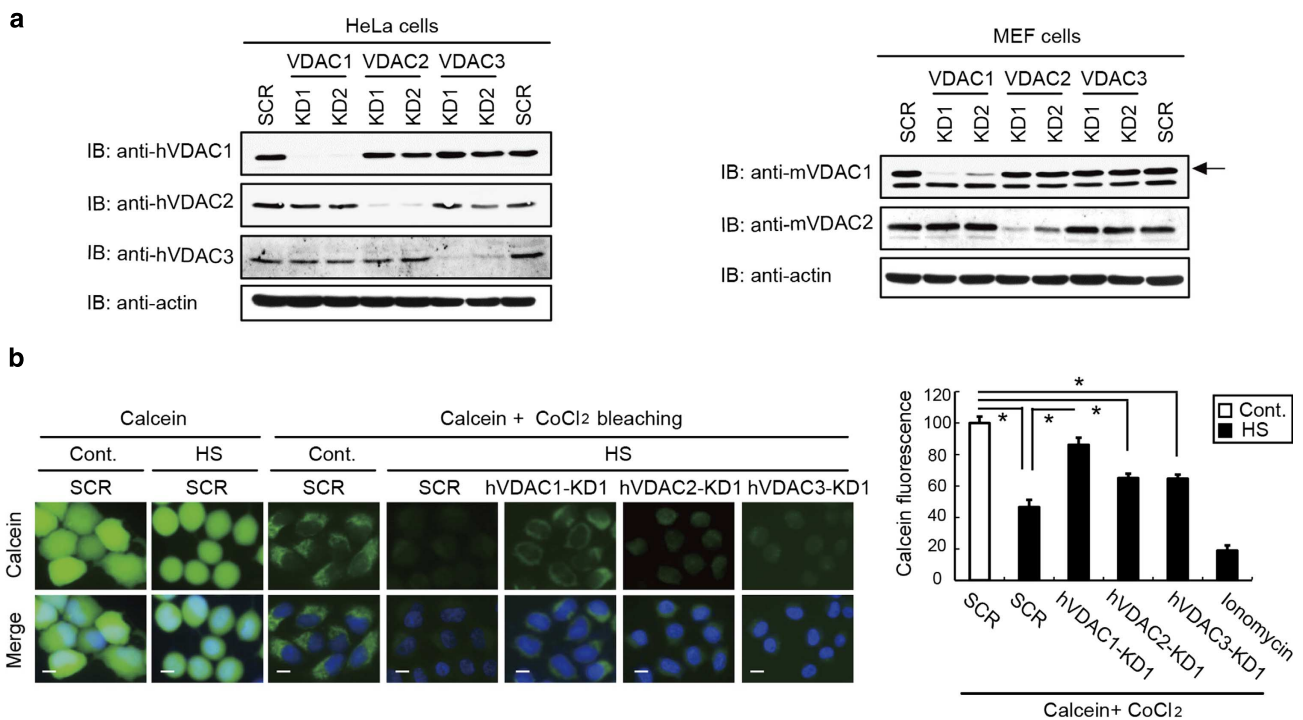 a
HeLa cells
VDAC1 VDAC2 VDAC3
SCR KD1 KD2 KD1 KD2 KD1 KD2 SCR
IB: anti-hVDAC1
IB: anti-hVDAC2
IB: anti-hVDAC3
IB: anti-actin
MEF cells
VDAC1 VDAC2 VDAC3
SCR KD1 KD2 KD1 KD2 KD1 KD2 SCR
IB: anti-mVDAC1
IB: anti-mVDAC2
IB: anti-actin
b
Calcein Calcein + CoCl2 bleaching
Cont. HS Cont. HS
SCR SCR SCR SCR hVDAC1-KD1 hVDAC2-KD1 hVDAC3-KD1
Calcein
Merge
Calcein fluorescence
120
100
80
60
40
20
0
* * * *
Cont.
HS
SCR SCR hVDAC1-KD1 hVDAC2-KD1 hVDAC3-KD1 Ionomycin
Calcein+ CoCl2